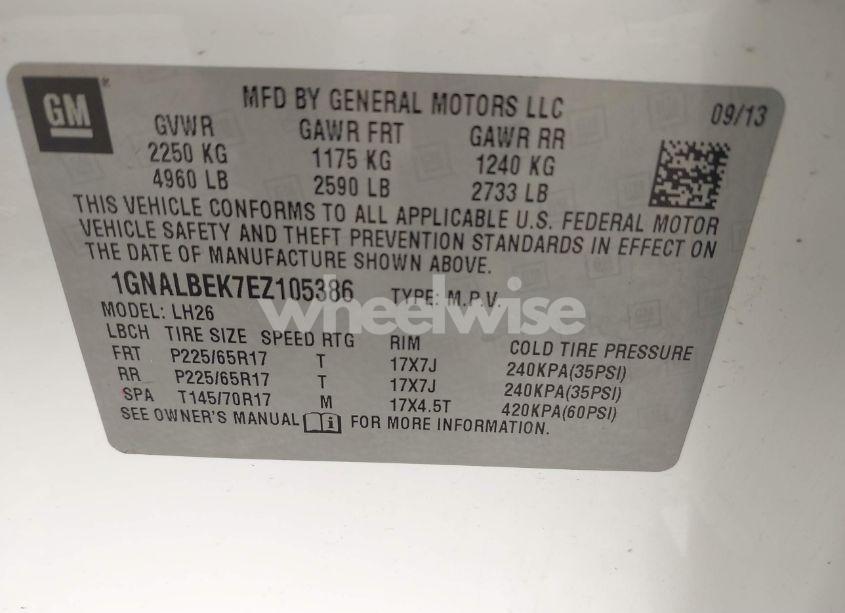 GM
MFD BY GENERAL MOTORS LLC 09/13
GVWR GAWR FRT GAWR RR
2250 KG 1175 KG 1240 KG
4960 LB 2590 LB 2733 LB
THIS VEHICLE CONFORMS TO ALL APPLICABLE U.S. FEDERAL MOTOR
VEHICLE SAFETY AND THEFT PREVENTION STANDARDS IN EFFECT ON
THE DATE OF MANUFACTURE SHOWN ABOVE.
1GNALBEK7EZ105386 TYPE: M.P.V.
wheelwise
MODEL: LH26
LBCH TIRE SIZE SPEED RTG RIM COLD TIRE PRESSURE
FRT P225/65R17 T 17X7J 240KPA(35PSI)
RR P225/65R17 T 17X7J 240KPA(35PSI)
SPA T145/70R17 M 17X4.5T 420KPA(60PSI)
SEE OWNER'S MANUAL FOR MORE INFORMATION.